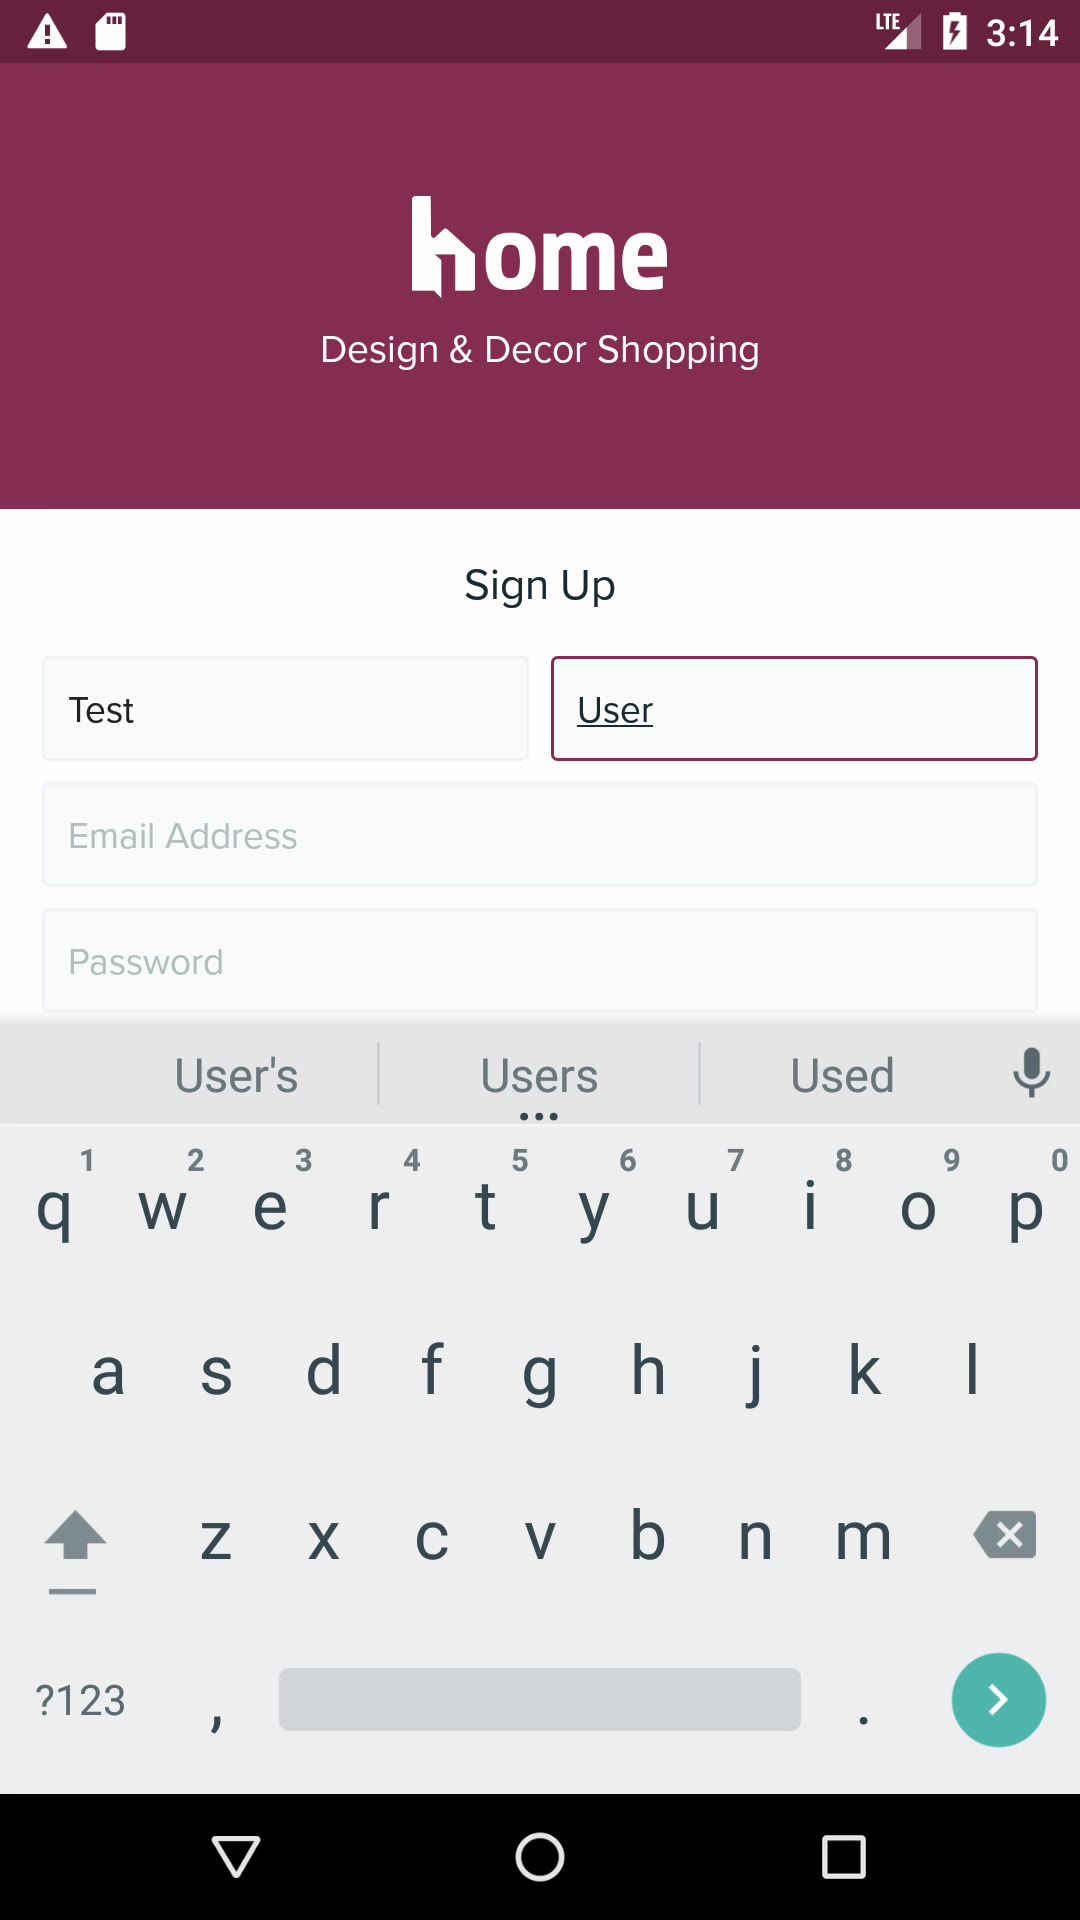 LTE 3:14
home
Design & Decor Shopping
Sign Up
Test User
Email Address
Password
User's Users Used
1 2 3 4 5 6 7 8 9 0
q w e r t y u i o p
a s d f g h j k l
z x c v b n m
?123 , .